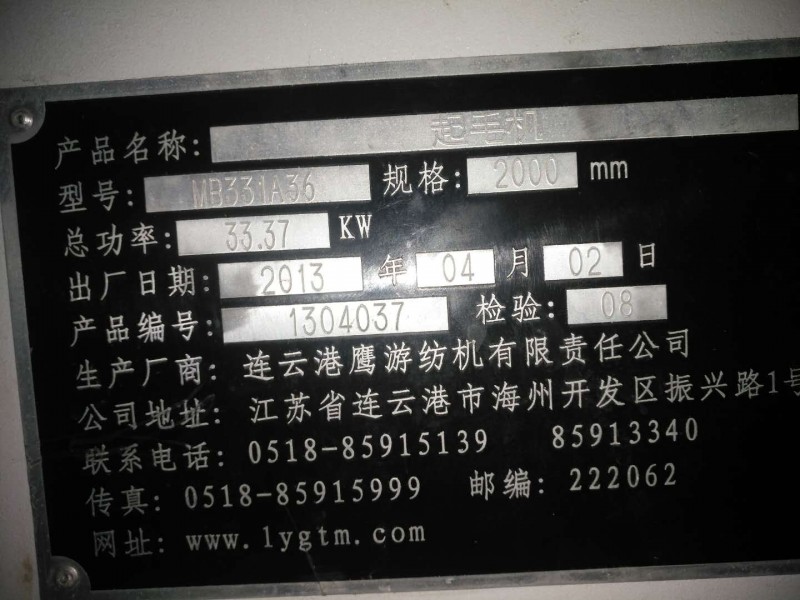 产品名称: 起毛机
型号: MB331A36 规格: 2000 mm
总功率: 33.37 KW
出厂日期: 2013 年 04 月 02 日
产品编号: 1304037 检验: 08
生产厂商: 连云港鹰游纺机有限责任公司
公司地址: 江苏省连云港市海州开发区振兴路1号
联系电话: 0518-85915139 85913340
传真: 0518-85915999 邮编: 222062
网址: www.lygtm.com